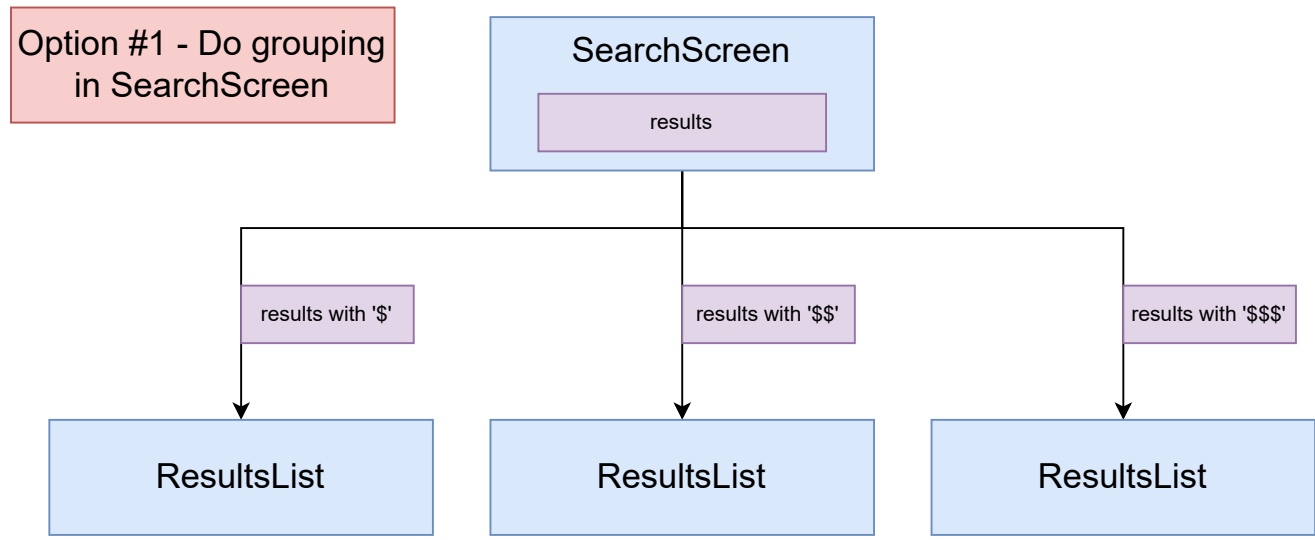 Option #1 - Do grouping
in SearchScreen
SearchScreen
results
results with '$'
results with '$$'
results with '$$$'
ResultsList
ResultsList
ResultsList